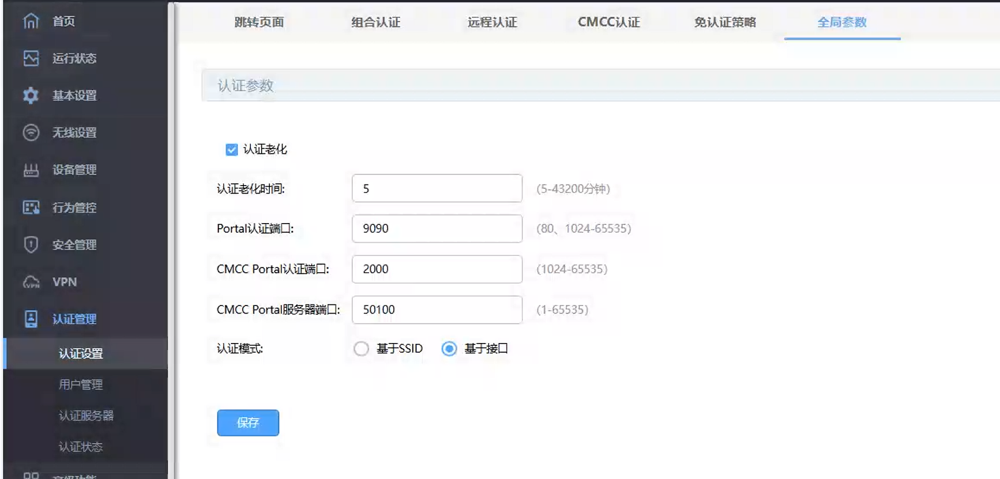 首页
运行状态
基本设置
无线设置
设备管理
行为管控
安全管理
VPN
认证管理
认证设置
用户管理
认证服务器
认证状态
跳转页面 组合认证 远程认证 CMCC认证 免认证策略 全局参数
认证参数
认证老化
认证老化时间: 5 (5-43200分钟)
Portal认证端口: 9090 (80、1024-65535)
CMCC Portal认证端口: 2000 (1024-65535)
CMCC Portal服务器端口: 50100 (1-65535)
认证模式: 基于SSID 基于接口
保存